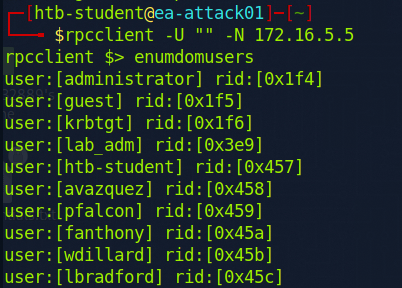 [htb-student@ea-attack01]─[~]
$rpcclient -U "" -N 172.16.5.5
rpcclient $> enumdomusers
user:[administrator] rid:[0x1f4]
user:[guest] rid:[0x1f5]
user:[krbtgt] rid:[0x1f6]
user:[lab_adm] rid:[0x3e9]
user:[htb-student] rid:[0x457]
user:[avazquez] rid:[0x458]
user:[pfalcon] rid:[0x459]
user:[fanthony] rid:[0x45a]
user:[wdillard] rid:[0x45b]
user:[lbradford] rid:[0x45c]